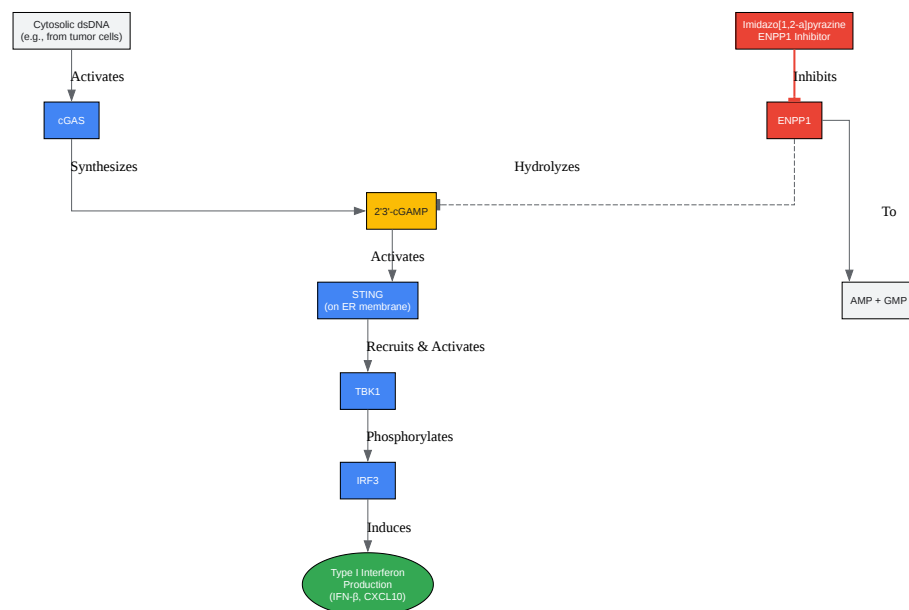 Cytosolic dsDNA
(e.g., from tumor cells)
Imidazo[1,2-a]pyrazine
ENPP1 Inhibitor
Activates
Inhibits
cGAS
ENPP1
Synthesizes
Hydrolyzes
2'3'-cGAMP
To
Activates
STING
(on ER membrane)
AMP + GMP
Recruits & Activates
TBK1
Phosphorylates
IRF3
Induces
Type I Interferon
Production
(IFN-β, CXCL10)